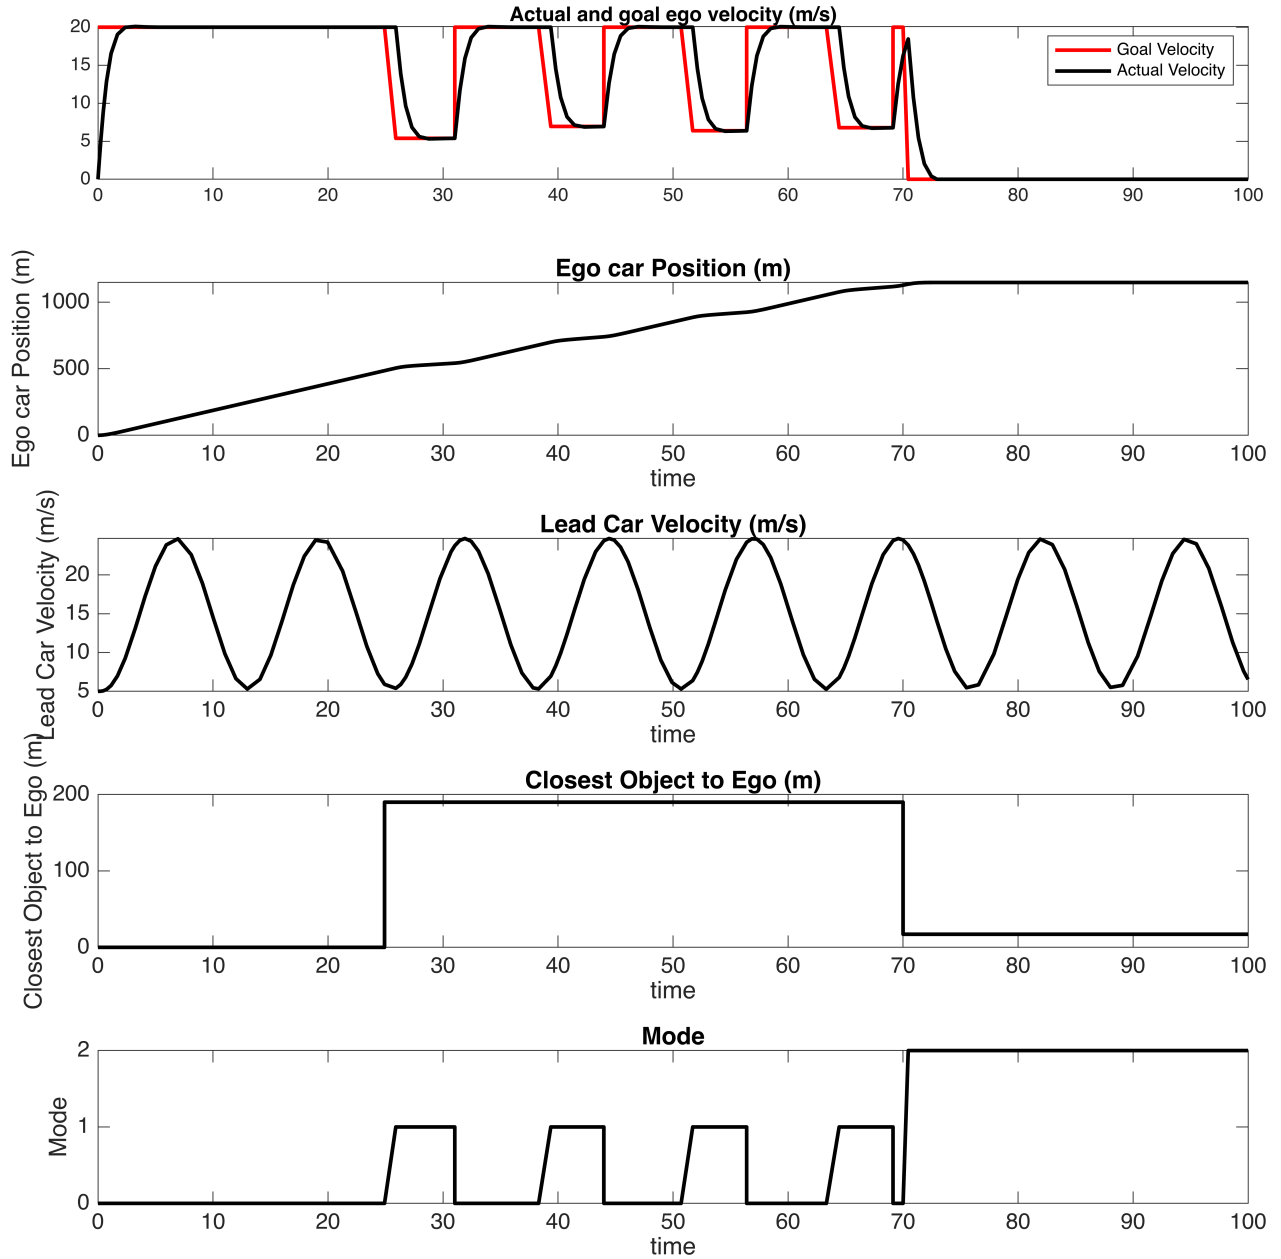 Actual and goal ego velocity (m/s)
20
15
10
5
0
Goal Velocity
Actual Velocity
0 10 20 30 40 50 60 70 80 90 100
Ego car Position (m)
Ego car Position (m)
1000
500
0
0 10 20 30 40 50 60 70 80 90 100
time
Lead Car Velocity (m/s)
Lead Car Velocity (m/s)
20
15
10
5
0 10 20 30 40 50 60 70 80 90 100
time
Closest Object to Ego (m)
Closest Object to Ego (m)
200
100
0
0 10 20 30 40 50 60 70 80 90 100
time
Mode
Mode
2
1
0
0 10 20 30 40 50 60 70 80 90 100
time